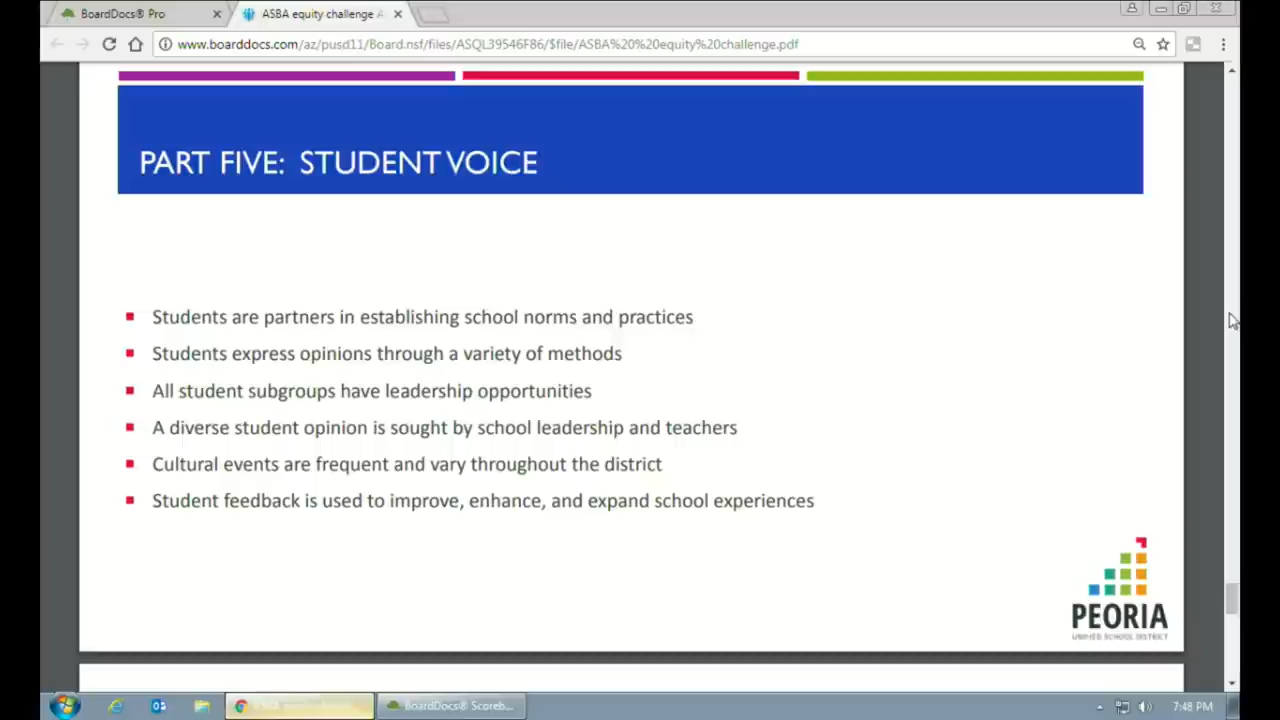 BoardDocs® Pro
ASBA equity challenge A
www.boarddocs.com/az/pusd11/Board.nsf/files/ASQL39546F86/$file/ASBA%20%20equity%20challenge.pdf
PART FIVE: STUDENT VOICE
Students are partners in establishing school norms and practices
Students express opinions through a variety of methods
All student subgroups have leadership opportunities
A diverse student opinion is sought by school leadership and teachers
Cultural events are frequent and vary throughout the district
Student feedback is used to improve, enhance, and expand school experiences
PEORIA
UNIFIED SCHOOL DISTRICT
BoardDocs® Scoreb...
7:48 PM